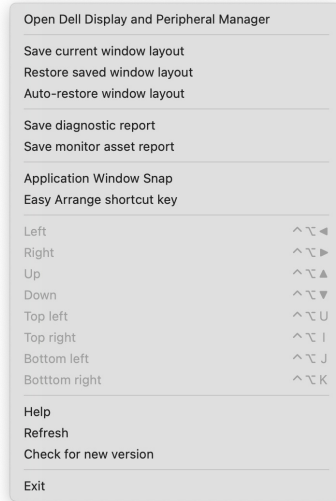 Open Dell Display and Peripheral Manager
Save current window layout
Restore saved window layout
Auto-restore window layout
Save diagnostic report
Save monitor asset report
Application Window Snap
Easy Arrange shortcut key
Left ^⌥◀
Right ^⌥▶
Up ^⌥▲
Down ^⌥▼
Top left ^⌥U
Top right ^⌥I
Bottom left ^⌥J
Botttom right ^⌥K
Help
Refresh
Check for new version
Exit